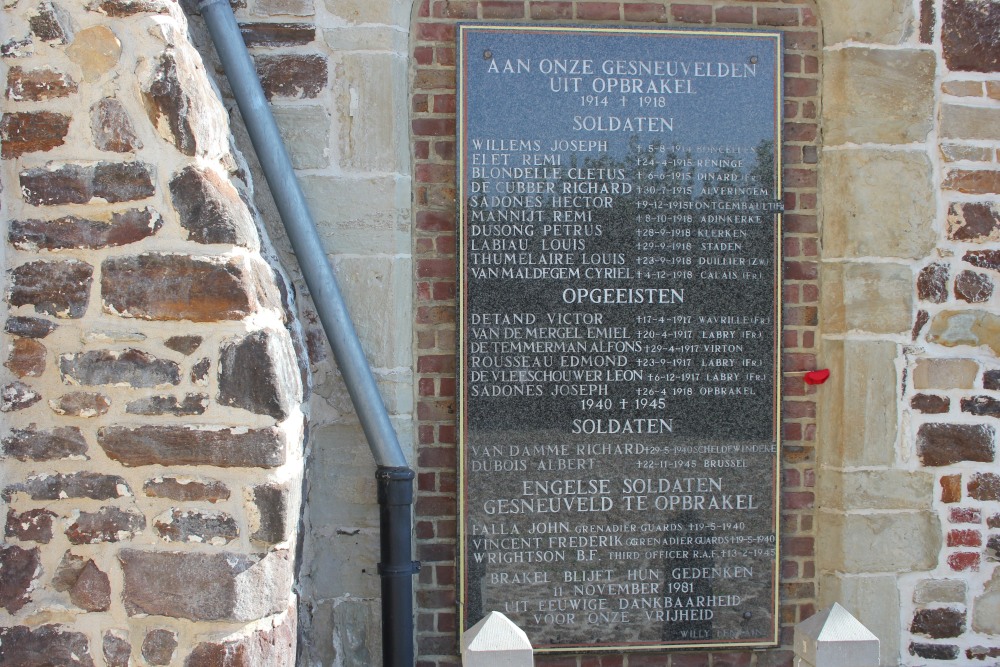 AAN ONZE GESNEUVELDEN
UIT OPBRAKEL
1914 † 1918
SOLDATEN
WILLEMS JOSEPH †5-8-1914 BONCELLES
ELET REMI †24-4-1915 RENINGE
BLONDELLE CLETUS †6-6-1915 DINARD (Fr.)
DE CUBBER RICHARD †30-7-1915 ALVERINGEM
SADONES HECTOR †9-12-1915 FONTGEMBAULT (Fr.)
MANNIJT REMI †8-10-1918 ADINKERKE
DUSONG PETRUS †28-9-1918 KLERKEN
LABIAU LOUIS †29-9-1918 STADEN
THUMELAIRE LOUIS †23-9-1918 DUILLIER (Zw.)
VAN MALDEGEM CYRIEL †4-12-1918 CALAIS (Fr.)
OPGEEISTEN
DETAND VICTOR †17-4-1917 WAVRILLE (Fr.)
VAN DE MERGEL EMIEL †20-4-1917 LABRY (Fr.)
DE TEMMERMAN ALFONS †29-4-1917 VIRTON
ROUSSEAU EDMOND †23-9-1917 LABRY (Fr.)
DE VLEESCHOUWER LEON †6-12-1917 LABRY (Fr.)
SADONES JOSEPH †26-4 1918 OPBRAKEL
1940 † 1945
SOLDATEN
VAN DAMME RICHARD †29-5-1940 SCHELDEWINDEKE
DUBOIS ALBERT †22-11-1945 BRUSSEL
ENGELSE SOLDATEN
GESNEUVELD TE OPBRAKEL
FALLA JOHN GRENADIER GUARDS †19-5-1940
VINCENT FREDERIK GRENADIER GUARDS †19-5-1940
WRIGHTSON B.F. THIRD OFFICER R.A.F. †13-2-1945
BRAKEL BLIJFT HUN GEDENKEN
11 NOVEMBER 1981
UIT EEUWIGE DANKBAARHEID
VOOR ONZE VRIJHEID
WILLY